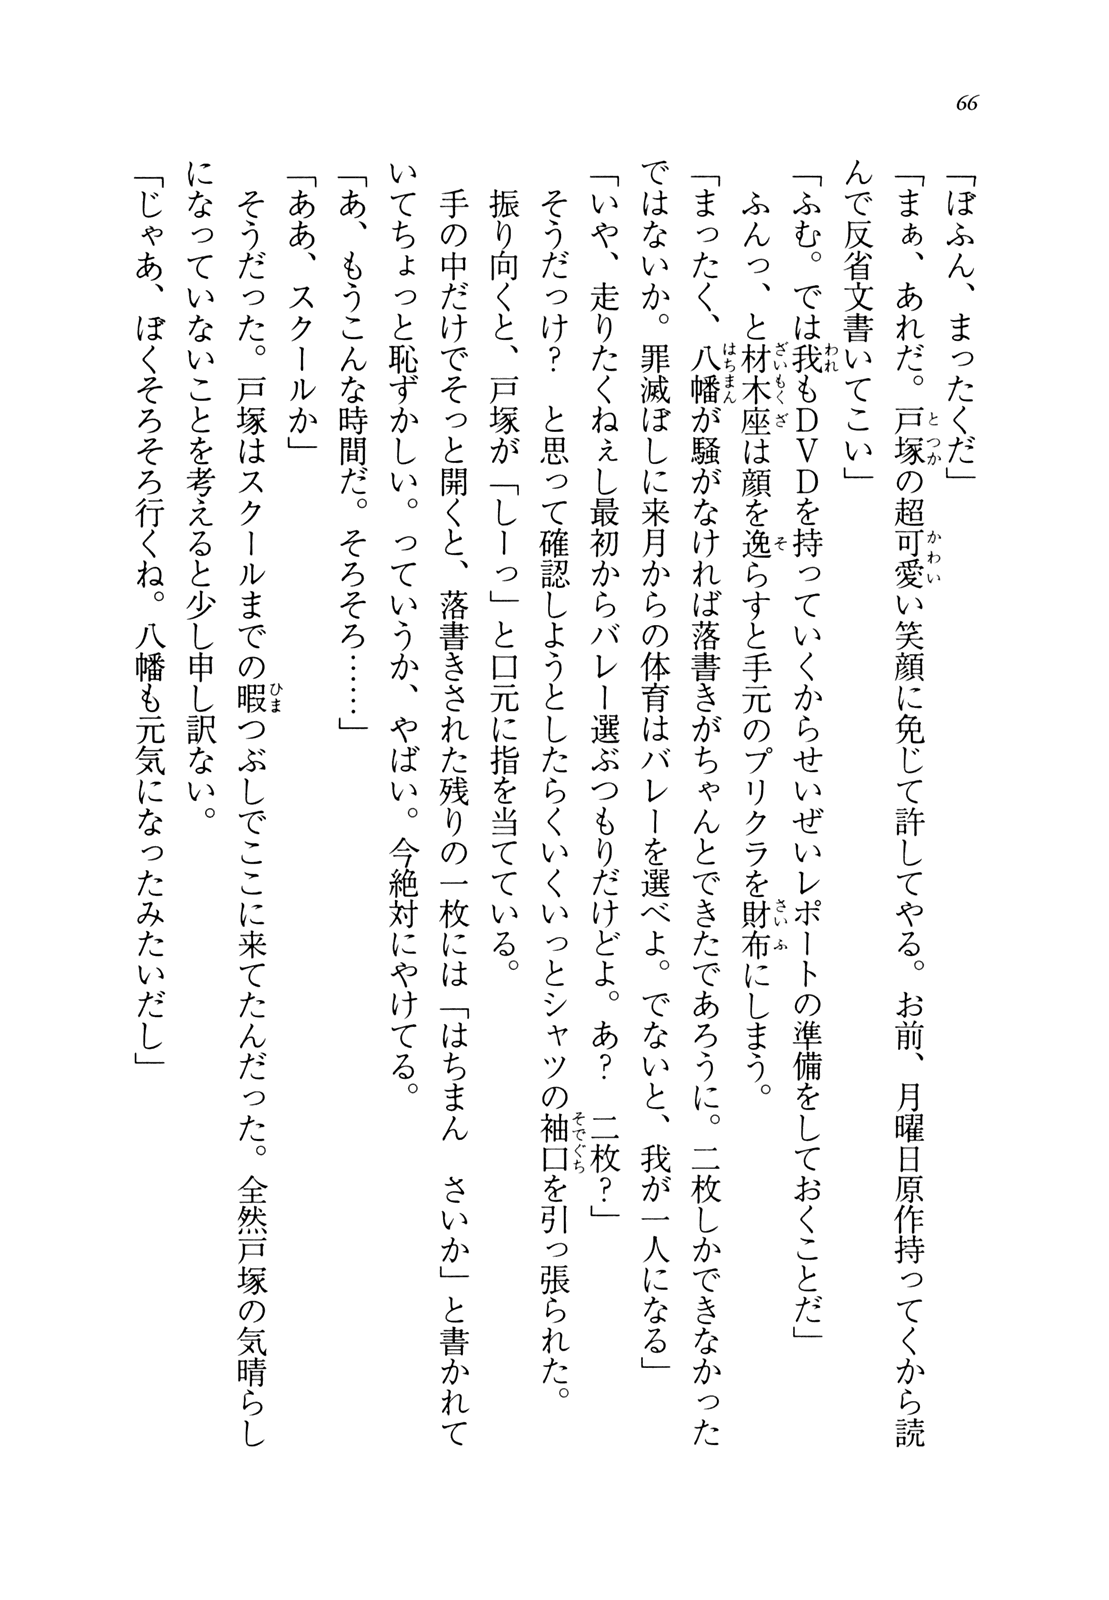 66
「ぼふん、まったくだ」
「まぁ、あれだ。戸塚の超可愛い笑顔に免じて許してやる。お前、月曜日原作持ってくから読
んで反省文書いてこい」
「ふむ。では我もＤＶＤを持っていくからせいぜいレポートの準備をしておくことだ」
　ふんっ、と材木座は顔を逸らすと手元のプリクラを財布にしまう。
「まったく、八幡が騒がなければ落書きがちゃんとできたであろうに。二枚しかできなかった
ではないか。罪滅ぼしに来月からの体育はバレーを選べよ。でないと、我が一人になる」
「いや、走りたくねぇし最初からバレー選ぶつもりだけどよ。あ？　二枚？」
　そうだっけ？　と思って確認しようとしたらくいくいっとシャツの袖口を引っ張られた。
　振り向くと、戸塚が「しーっ」と口元に指を当てている。
　手の中だけでそっと開くと、落書きされた残りの一枚には「はちまん　さいか」と書かれて
いてちょっと恥ずかしい。っていうか、やばい。今絶対にやけてる。
「あ、もうこんな時間だ。そろそろ……」
「ああ、スクールか」
　そうだった。戸塚はスクールまでの暇つぶしでここに来てたんだった。全然戸塚の気晴らし
になっていないことを考えると少し申し訳ない。
「じゃあ、ぼくそろそろ行くね。八幡も元気になったみたいだし」